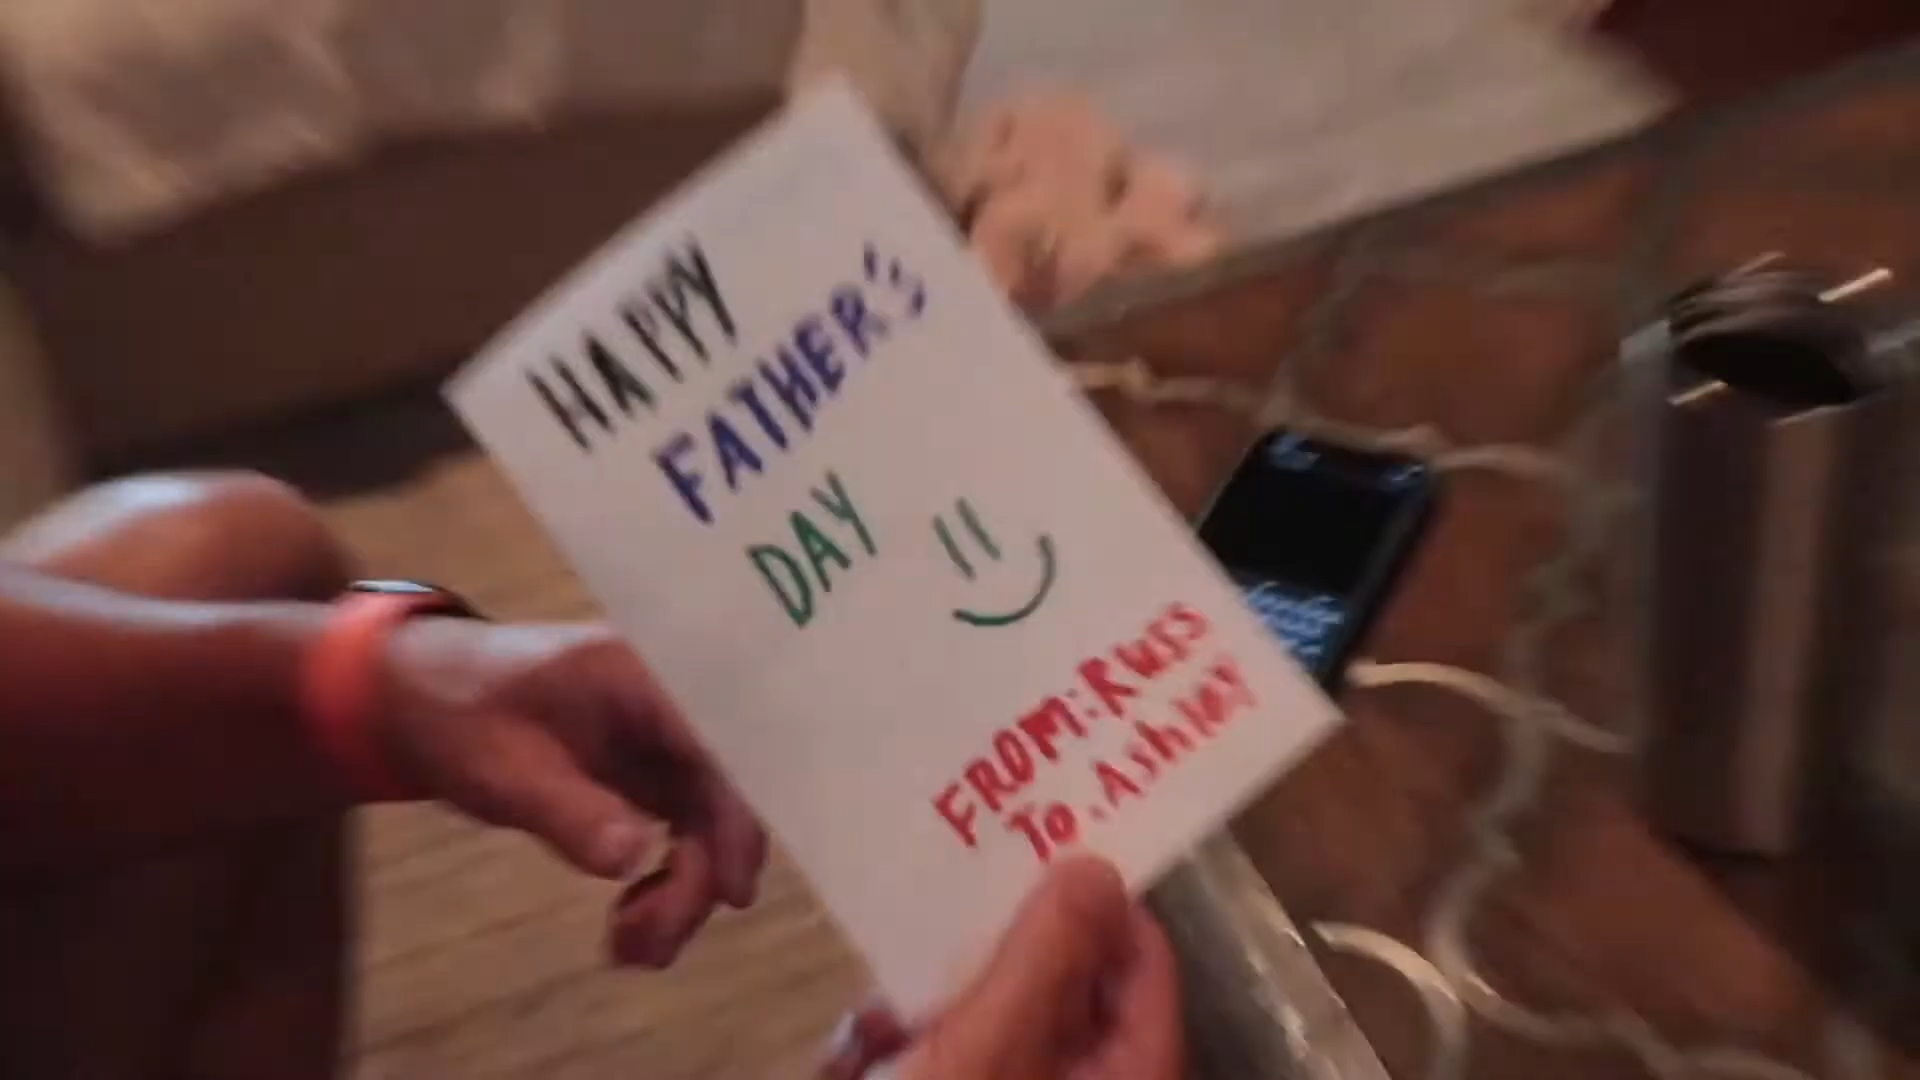 HAPPY
FATHER'S
DAY
FROM: RUSS
To. Ashley